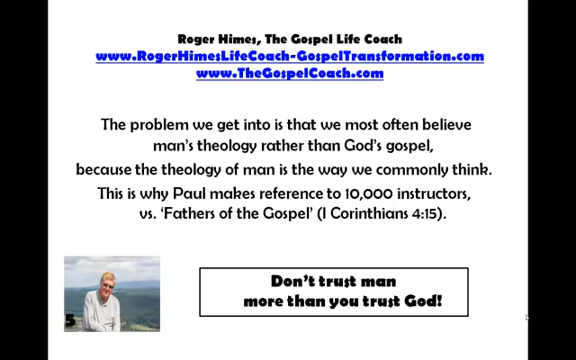 Roger Himes, The Gospel Life Coach
www.RogerHimesLifeCoach-GospelTransformation.com
www.TheGospelCoach.com
The problem we get into is that we most often believe
man's theology rather than God's gospel,
because the theology of man is the way we commonly think.
This is why Paul makes reference to 10,000 instructors,
vs. 'Fathers of the Gospel' (I Corinthians 4:15).
Don't trust man
more than you trust God!
5